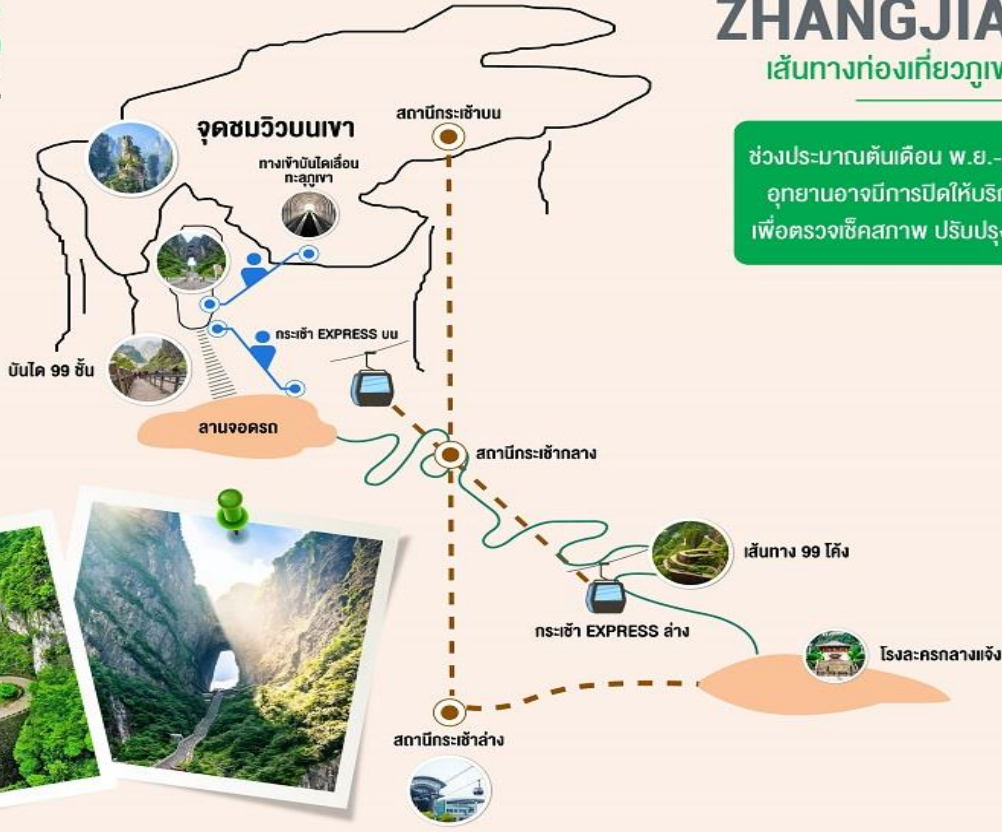 ZHANGJIA
เส้นทางท่องเที่ยวภูเข
ช่วงประมาณต้นเดือน พ.ย.-
อุทยานอาจมีการปิดให้บริก
เพื่อตรวจเช็คสภาพ ปรับปรุง
สถานีกระเช้าบน
จุดชมวิวบนเขา
ทางเข้าบันไดเลื่อน
ทะลุภูเขา
กระเช้า EXPRESS บน
บันได 99 ชั้น
ลานจอดรถ
สถานีกระเช้ากลาง
เส้นทาง 99 โค้ง
กระเช้า EXPRESS ล่าง
โรงละครกลางแจ้ง
สถานีกระเช้าล่าง